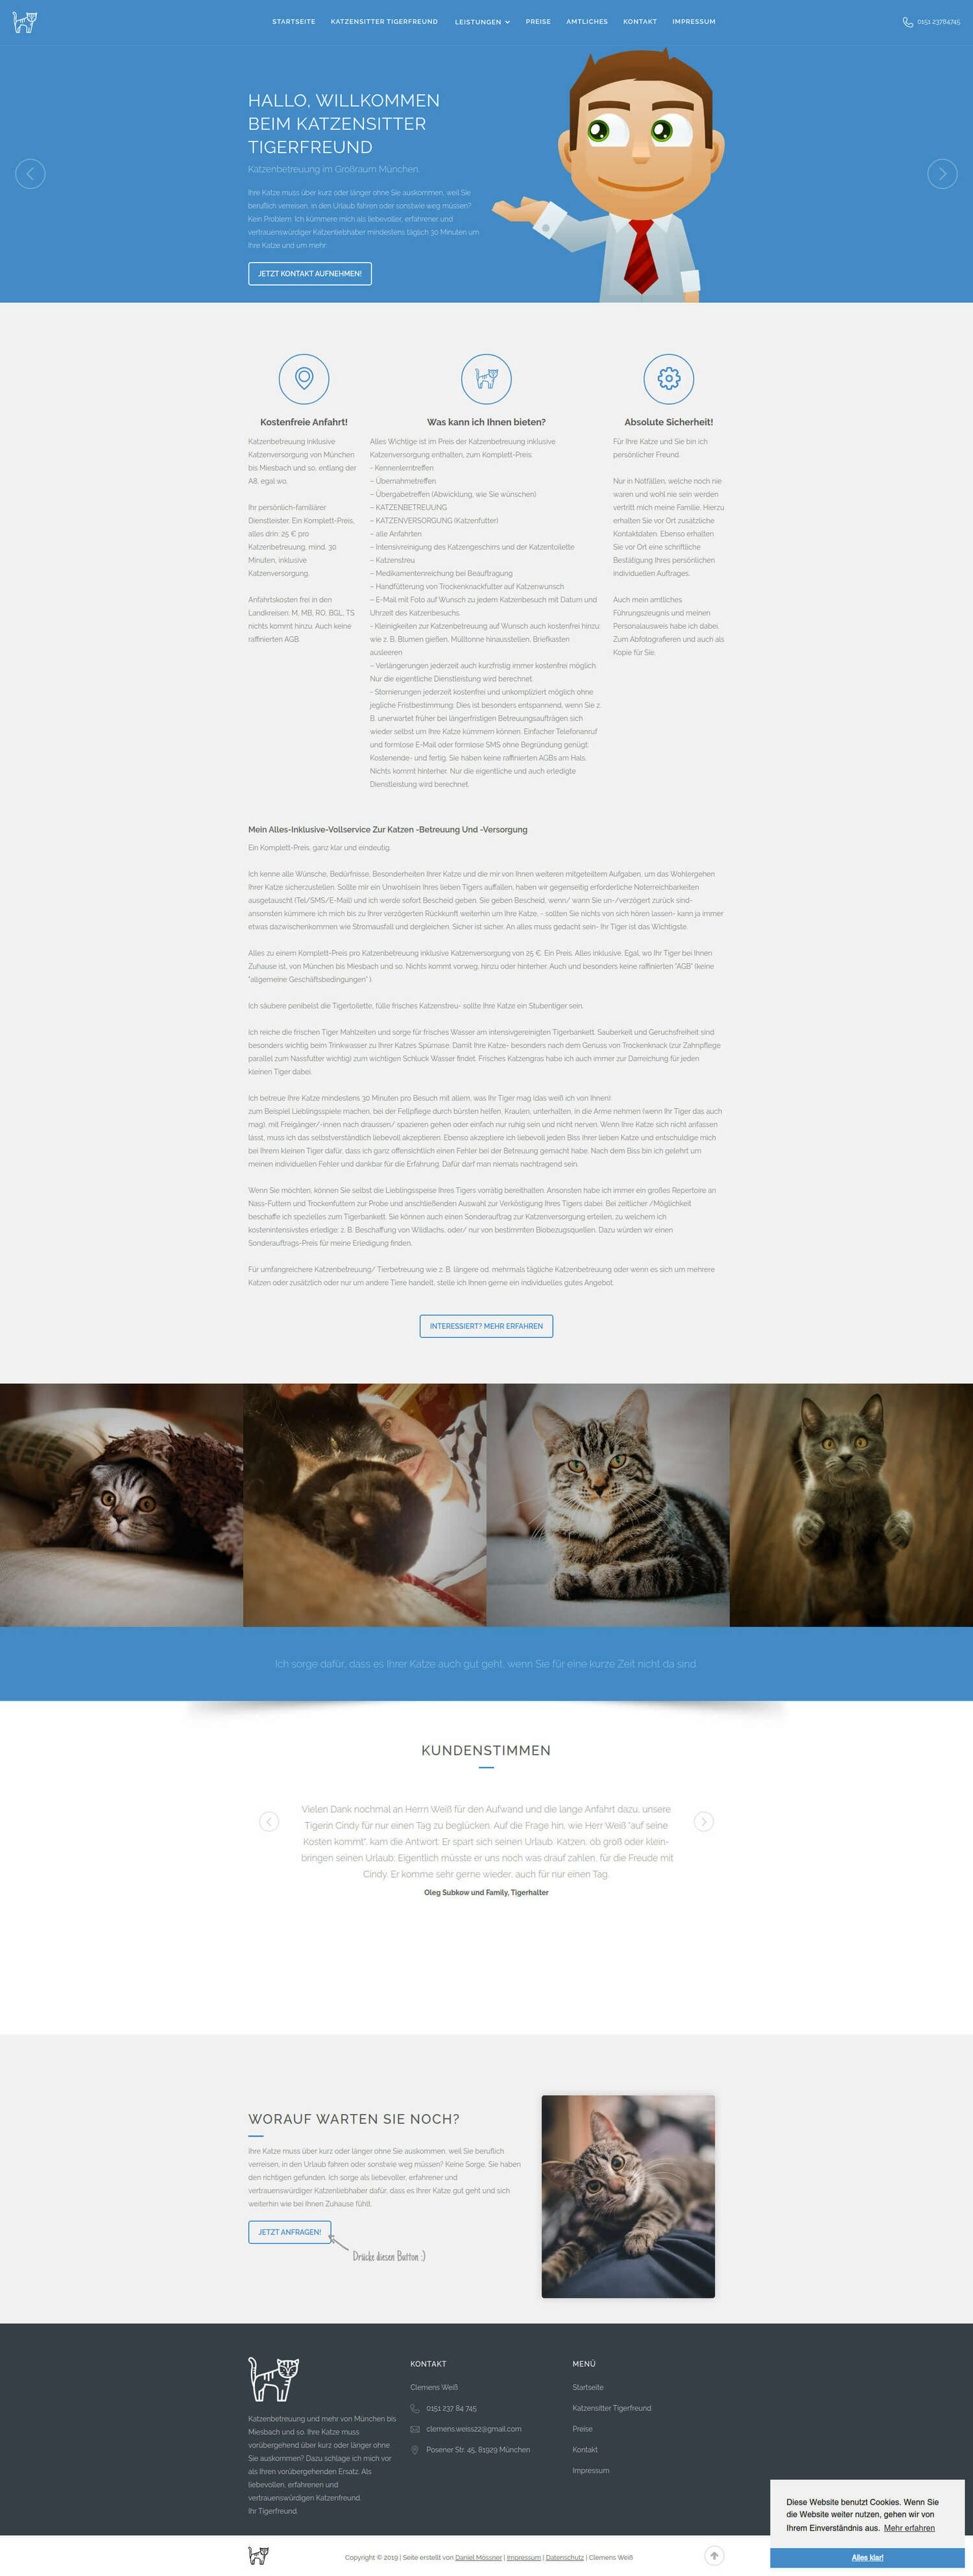 STARTSEITE KATZENSITTER TIGERFREUND LEISTUNGEN PREISE AMTLICHES KONTAKT IMPRESSUM
0151 23784745
HALLO, WILLKOMMEN
BEIM KATZENSITTER
TIGERFREUND
Katzenbetreuung im Großraum München.
Ihre Katze muss über kurz oder länger ohne Sie auskommen, weil Sie
beruflich verreisen, in den Urlaub fahren oder sonstwie weg müssen?
Kein Problem. Ich kümmere mich als liebevoller, erfahrener und
vertrauenswürdiger Katzenliebhaber mindestens täglich 30 Minuten um
Ihre Katze und um mehr.
JETZT KONTAKT AUFNEHMEN!
Kostenfreie Anfahrt!
Katzenbetreuung inklusive
Katzenversorgung von München
bis Miesbach und so, entlang der
A8, egal wo.
Ihr persönlich-familiärer
Dienstleister. Ein Komplett-Preis,
alles drin: 25 € pro
Katzenbetreuung, mind. 30
Minuten, inklusive
Katzenversorgung.
Anfahrtskosten frei in den
Landkreisen: M, MB, RO, BGL, TS
nichts kommt hinzu. Auch keine
raffinierten AGB.
Was kann ich Ihnen bieten?
Alles Wichtige ist im Preis der Katzenbetreuung inklusive
Katzenversorgung enthalten, zum Komplett-Preis:
- Kennenlerntreffen
– Übernahmetreffen
– Übergabetreffen (Abwicklung, wie Sie wünschen)
– KATZENBETREUUNG
– KATZENVERSORGUNG (Katzenfutter)
– alle Anfahrten
– Intensivreinigung des Katzengeschirrs und der Katzentoilette
– Katzenstreu
– Medikamentenreichung bei Beauftragung
– Handfütterung von Trockenknackfutter auf Katzenwunsch
– E-Mail mit Foto auf Wunsch zu jedem Katzenbesuch mit Datum und
Uhrzeit des Katzenbesuchs.
- Kleinigkeiten zur Katzenbetreuung auf Wunsch auch kostenfrei hinzu:
wie z. B. Blumen gießen, Mülltonne hinausstellen, Briefkasten
ausleeren
– Verlängerungen jederzeit auch kurzfristig immer kostenfrei möglich.
Nur die eigentliche Dienstleistung wird berechnet.
- Stornierungen jederzeit kostenfrei und unkompliziert möglich ohne
jegliche Fristbestimmung. Dies ist besonders entspannend, wenn Sie z.
B. unerwartet früher bei längerfristigen Betreuungsaufträgen sich
wieder selbst um Ihre Katze kümmern können. Einfacher Telefonanruf
und formlose E-Mail oder formlose SMS ohne Begründung genügt.
Kostenende- und fertig. Sie haben keine raffinierten AGBs am Hals.
Nichts kommt hinterher. Nur die eigentliche und auch erledigte
Dienstleistung wird berechnet.
Absolute Sicherheit!
Für Ihre Katze und Sie bin ich
persönlicher Freund.
Nur in Notfällen, welche noch nie
waren und wohl nie sein werden
vertritt mich meine Familie. Hierzu
erhalten Sie vor Ort zusätzliche
Kontaktdaten. Ebenso erhalten
Sie vor Ort eine schriftliche
Bestätigung Ihres persönlichen
individuellen Auftrages.
Auch mein amtliches
Führungszeugnis und meinen
Personalausweis habe ich dabei.
Zum Abfotografieren und auch als
Kopie für Sie.
Mein Alles-Inklusive-Vollservice Zur Katzen -Betreuung Und -Versorgung
Ein Komplett-Preis, ganz klar und eindeutig.
Ich kenne alle Wünsche, Bedürfnisse, Besonderheiten Ihrer Katze und die mir von Ihnen weiteren mitgeteiltem Aufgaben, um das Wohlergehen
Ihrer Katze sicherzustellen. Sollte mir ein Unwohlsein Ihres lieben Tigers auffallen, haben wir gegenseitig erforderliche Noterreichbarkeiten
ausgetauscht (Tel/SMS/E-Mail) und ich werde sofort Bescheid geben. Sie geben Bescheid, wenn/ wann Sie un-/verzögert zurück sind-
ansonsten kümmere ich mich bis zu Ihrer verzögerten Rückkunft weiterhin um Ihre Katze, - sollten Sie nichts von sich hören lassen- kann ja immer
etwas dazwischenkommen wie Stromausfall und dergleichen. Sicher ist sicher. An alles muss gedacht sein- Ihr Tiger ist das Wichtigste.
Alles zu einem Komplett-Preis pro Katzenbetreuung inklusive Katzenversorgung von 25 €. Ein Preis. Alles inklusive. Egal, wo Ihr Tiger bei Ihnen
Zuhause ist, von München bis Miesbach und so. Nichts kommt vorweg, hinzu oder hinterher. Auch und besonders keine raffinierten "AGB" (keine
"allgemeine Geschäftsbedingungen" ).
Ich säubere penibelst die Tigertoilette, fülle frisches Katzenstreu- sollte Ihre Katze ein Stubentiger sein.
Ich reiche die frischen Tiger Mahlzeiten und sorge für frisches Wasser am intensivgereinigten Tigerbankett. Sauberkeit und Geruchsfreiheit sind
besonders wichtig beim Trinkwasser zu Ihrer Katzes Spürnase. Damit Ihre Katze- besonders nach dem Genuss von Trockenknack (zur Zahnpflege
parallel zum Nassfutter wichtig) zum wichtigen Schluck Wasser findet. Frisches Katzengras habe ich auch immer zur Darreichung für jeden
kleinen Tiger dabei.
Ich betreue Ihre Katze mindestens 30 Minuten pro Besuch mit allem, was Ihr Tiger mag (das weiß ich von Ihnen):
zum Beispiel Lieblingsspiele machen, bei der Fellpflege durch bürsten helfen, Kraulen, unterhalten, in die Arme nehmen (wenn Ihr Tiger das auch
mag), mit Freigänger/-innen nach draussen/ spazieren gehen oder einfach nur ruhig sein und nicht nerven. Wenn Ihre Katze sich nicht anfassen
lässt, muss ich das selbstverständlich liebevoll akzeptieren. Ebenso akzeptiere ich liebevoll jeden Biss Ihrer lieben Katze und entschuldige mich
bei Ihrem kleinen Tiger dafür, dass ich ganz offensichtlich einen Fehler bei der Betreuung gemacht habe. Nach dem Biss bin ich gelehrt um
meinen individuellen Fehler und dankbar für die Erfahrung. Dafür darf man niemals nachtragend sein.
Wenn Sie möchten, können Sie selbst die Lieblingsspeise Ihres Tigers vorrätig bereithalten. Ansonsten habe ich immer ein großes Repertoire an
Nass-Futtern und Trockenfuttern zur Probe und anschließenden Auswahl zur Verköstigung Ihres Tigers dabei. Bei zeitlicher /Möglichkeit
beschaffe ich spezielles zum Tigerbankett. Sie können auch einen Sonderauftrag zur Katzenversorgung erteilen, zu welchem ich
kostenintensivstes erledige: z. B. Beschaffung von Wildlachs, oder/ nur von bestimmten Biobezugsquellen. Dazu würden wir einen
Sonderauftrags-Preis für meine Erledigung finden.
Für umfangreichere Katzenbetreuung/ Tierbetreuung wie z. B. längere od. mehrmals tägliche Katzenbetreuung oder wenn es sich um mehrere
Katzen oder zusätzlich oder nur um andere Tiere handelt, stelle ich Ihnen gerne ein individuelles gutes Angebot.
INTERESSIERT? MEHR ERFAHREN
Ich sorge dafür, dass es Ihrer Katze auch gut geht, wenn Sie für eine kurze Zeit nicht da sind.
KUNDENSTIMMEN
Vielen Dank nochmal an Herrn Weiß für den Aufwand und die lange Anfahrt dazu, unsere
Tigerin Cindy für nur einen Tag zu beglücken. Auf die Frage hin, wie Herr Weiß "auf seine
Kosten kommt", kam die Antwort: Er spart sich seinen Urlaub. Katzen, ob groß oder klein-
bringen seinen Urlaub: Eigentlich müsste er uns noch was drauf zahlen, für die Freude mit
Cindy. Er komme sehr gerne wieder, auch für nur einen Tag.
Oleg Subkow und Family, Tigerhalter
WORAUF WARTEN SIE NOCH?
Ihre Katze muss über kurz oder länger ohne Sie auskommen, weil Sie beruflich
verreisen, in den Urlaub fahren oder sonstwie weg müssen? Keine Sorge, Sie haben
den richtigen gefunden. Ich sorge als liebevoller, erfahrener und
vertrauenswürdiger Katzenliebhaber dafür, dass es Ihrer Katze gut geht und sich
weiterhin wie bei Ihnen Zuhause fühlt.
JETZT ANFRAGEN!
Drücke diesen Button :)
Katzenbetreuung und mehr von München bis
Miesbach und so. Ihre Katze muss
vorübergehend über kurz oder länger ohne
Sie auskommen? Dazu schlage ich mich vor
als Ihren vorübergehenden Ersatz. Als
liebevollen, erfahrenen und
vertrauenswürdigen Katzenfreund.
Ihr Tigerfreund.
KONTAKT
Clemens Weiß
0151 237 84 745
clemens.weiss22@gmail.com
Posener Str. 45, 81929 München
MENÜ
Startseite
Katzensitter Tigerfreund
Preise
Kontakt
Impressum
Diese Website benutzt Cookies. Wenn Sie
die Website weiter nutzen, gehen wir von
Ihrem Einverständnis aus. Mehr erfahren
Alles klar!
Copyright © 2019 | Seite erstellt von Daniel Mössner | Impressum | Datenschutz | Clemens Weiß